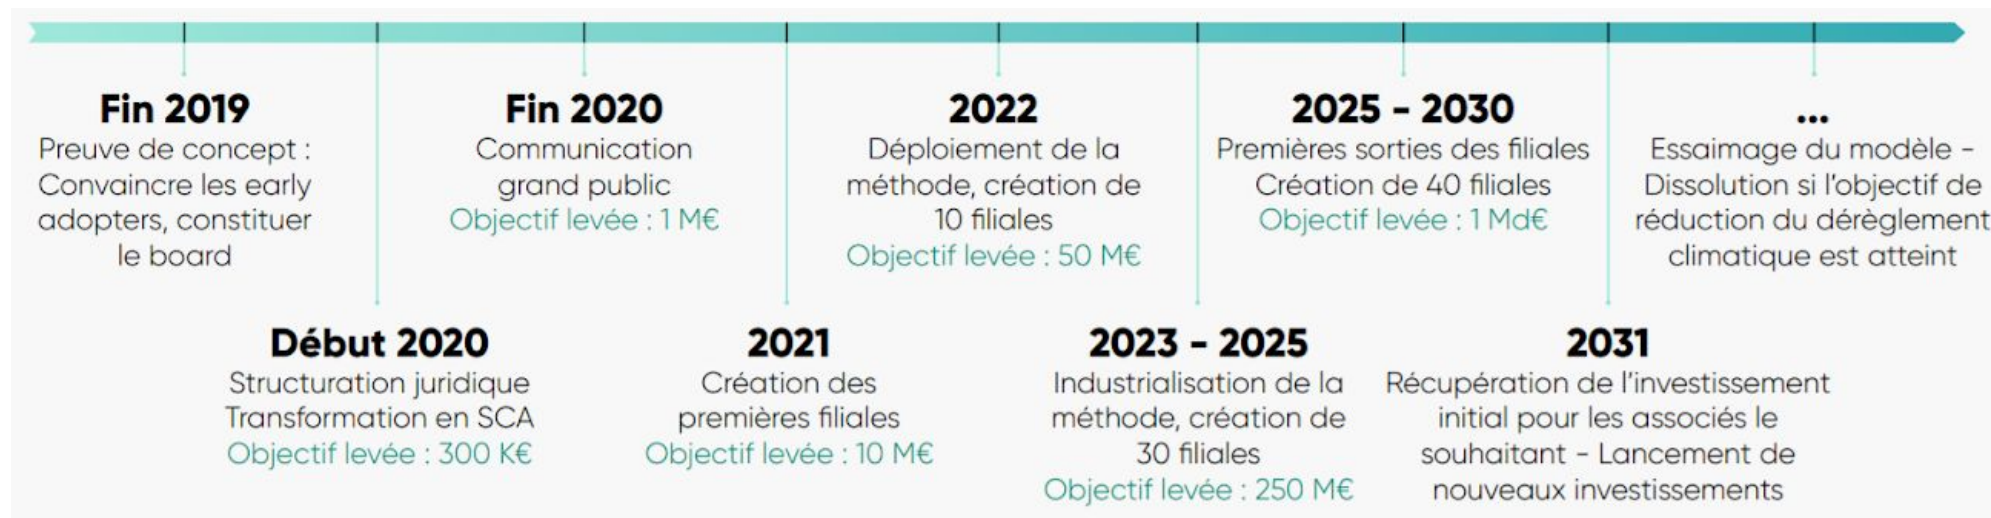 Fin 2019
Preuve de concept :
Convaincre les early
adopters, constituer
le board
Début 2020
Structuration juridique
Transformation en SCA
Objectif levée : 300 K€
Fin 2020
Communication
grand public
Objectif levée : 1 M€
2021
Création des
premières filiales
Objectif levée : 10 M€
2022
Déploiement de la
méthode, création de
10 filiales
Objectif levée : 50 M€
2023 - 2025
Industrialisation de la
méthode, création de
30 filiales
Objectif levée : 250 M€
2025 - 2030
Premières sorties des filiales
Création de 40 filiales
Objectif levée : 1 Md€
2031
Récupération de l'investissement
initial pour les associés le
souhaitant - Lancement de
nouveaux investissements
...
Essaimage du modèle -
Dissolution si l'objectif de
réduction du dérèglement
climatique est atteint